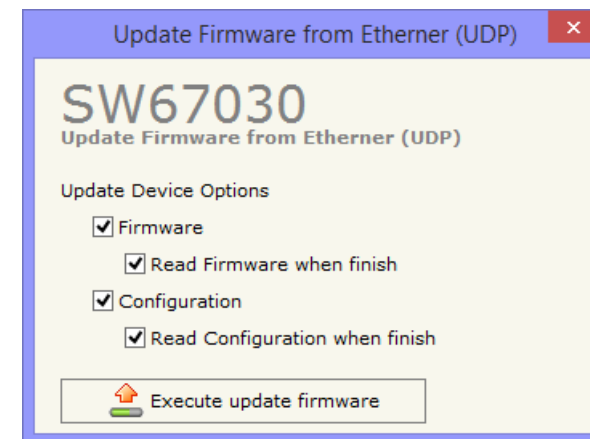 Update Firmware from Etherner (UDP)
SW67030
Update Firmware from Etherner (UDP)
Update Device Options
Firmware
Read Firmware when finish
Configuration
Read Configuration when finish
Execute update firmware